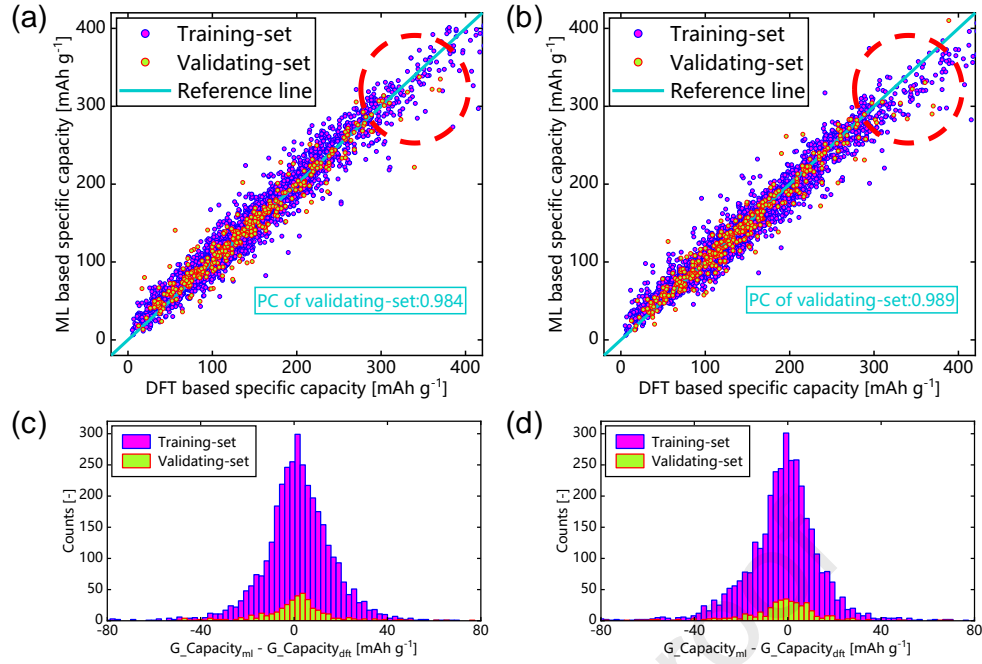 (a)
Training-set
Validating-set
Reference line
PC of validating-set:0.984
ML based specific capacity [mAh g⁻¹]
400
300
200
100
0
0 100 200 300 400
DFT based specific capacity [mAh g⁻¹]
(b)
Training-set
Validating-set
Reference line
PC of validating-set:0.989
ML based specific capacity [mAh g⁻¹]
400
300
200
100
0
0 100 200 300 400
DFT based specific capacity [mAh g⁻¹]
(c)
Training-set
Validating-set
Counts [-]
300
250
200
150
100
50
0
-80 -40 0 40 80
G_Capacityml - G_Capacitydft [mAh g⁻¹]
(d)
Training-set
Validating-set
Counts [-]
300
250
200
150
100
50
0
-80 -40 0 40 80
G_Capacityml - G_Capacitydft [mAh g⁻¹]